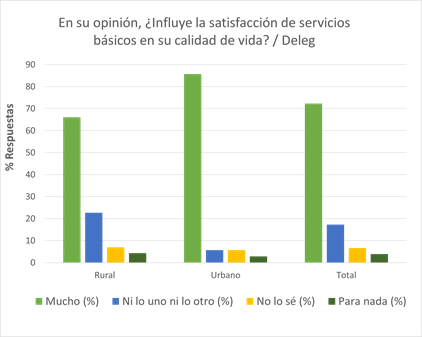 En su opinión, ¿Influye la satisfacción de servicios
básicos en su calidad de vida? / Deleg
% Respuestas
90
80
70
60
50
40
30
20
10
0
Rural Urbano Total
Mucho (%) Ni lo uno ni lo otro (%) No lo sé (%) Para nada (%)